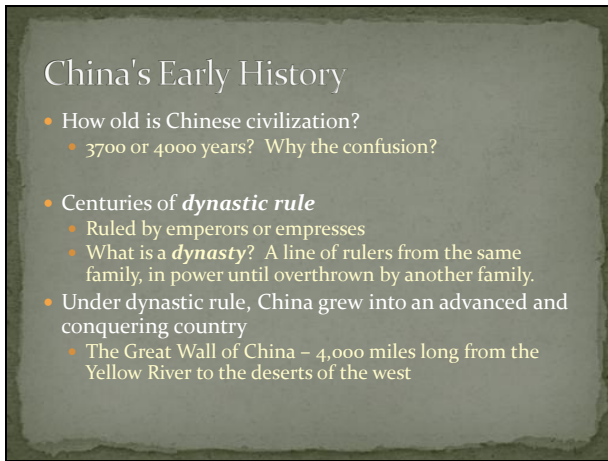 China's Early History
• How old is Chinese civilization?
• 3700 or 4000 years? Why the confusion?
• Centuries of dynastic rule
• Ruled by emperors or empresses
• What is a dynasty? A line of rulers from the same
family, in power until overthrown by another family.
• Under dynastic rule, China grew into an advanced and
conquering country
• The Great Wall of China – 4,000 miles long from the
Yellow River to the deserts of the west